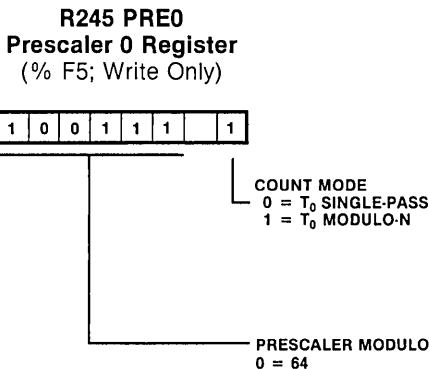 R245 PRE0
Prescaler 0 Register
(% F5; Write Only)
1 0 0 1 1 1 1
COUNT MODE
0 = T₀ SINGLE-PASS
1 = T₀ MODULO-N
PRESCALER MODULO
0 = 64